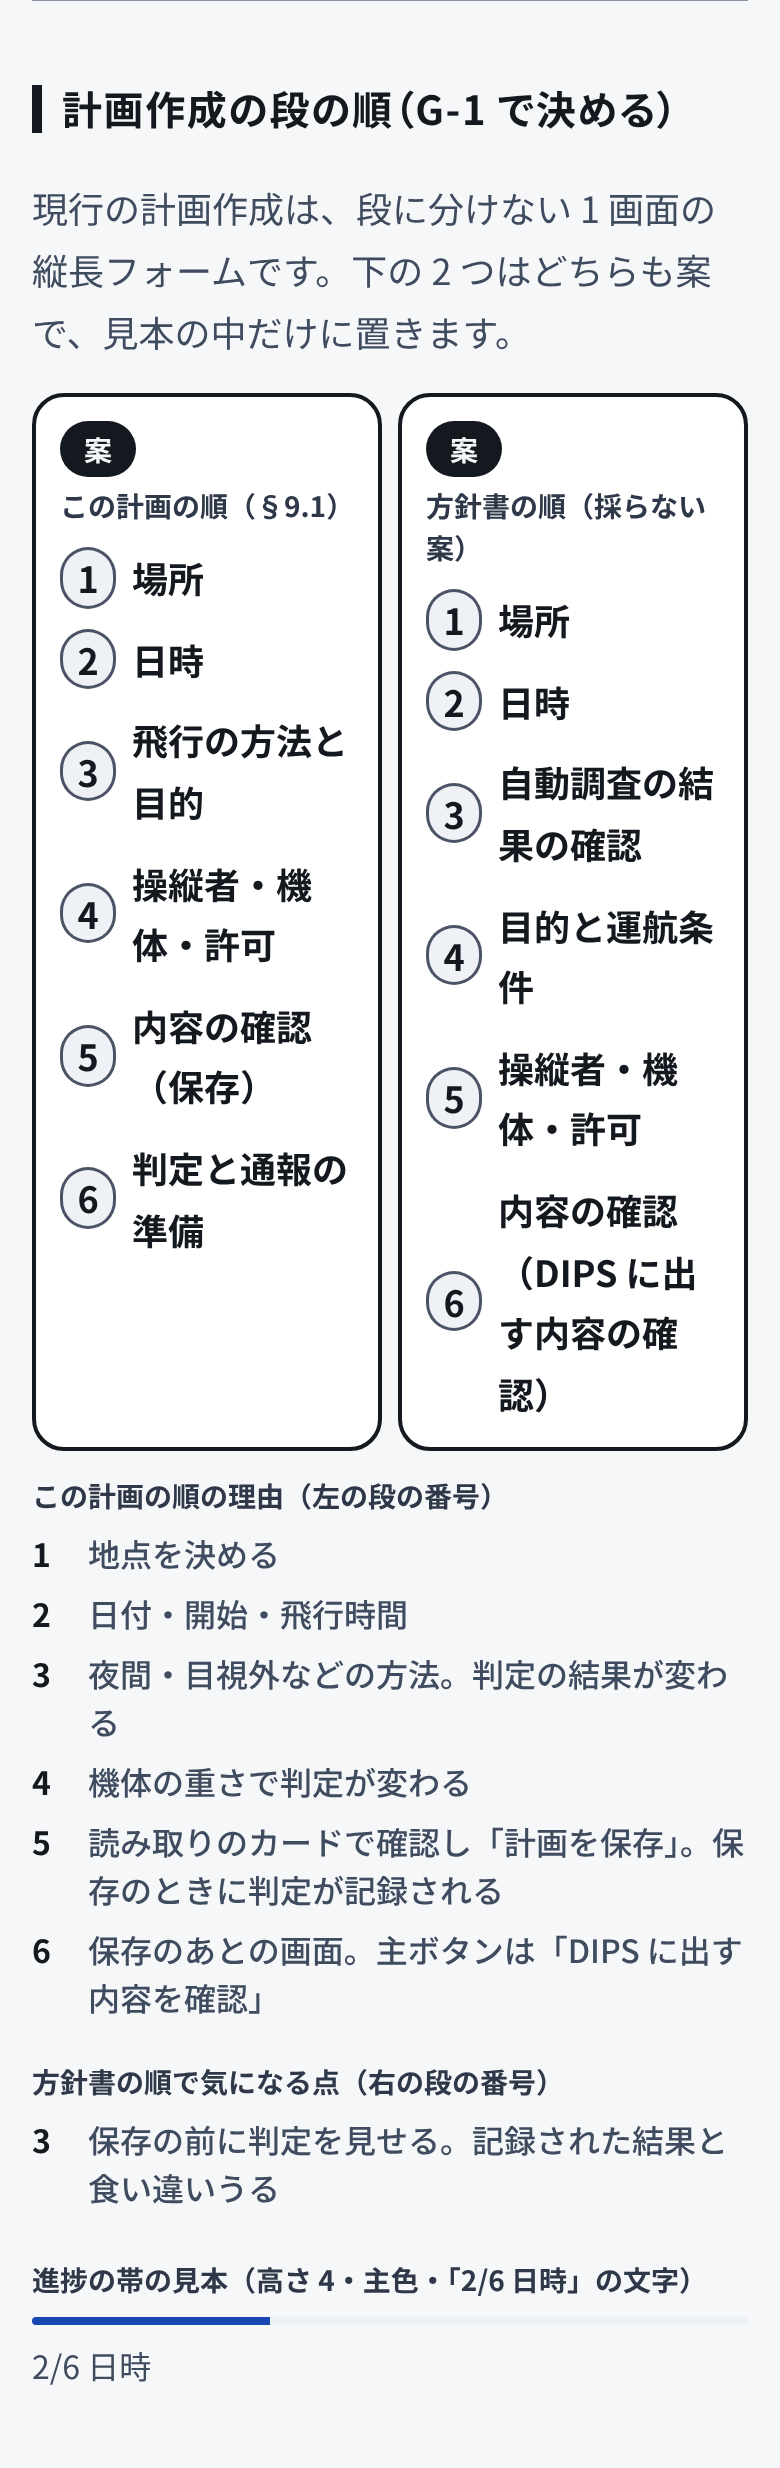 計画作成の段の順（G-1 で決める）
現行の計画作成は、段に分けない 1 画面の
縦長フォームです。下の 2 つはどちらも案
で、見本の中だけに置きます。
案
この計画の順（§9.1）
1 場所
2 日時
3 飛行の方法と
目的
4 操縦者・機
体・許可
5 内容の確認
（保存）
6 判定と通報の
準備
案
方針書の順（採らない
案）
1 場所
2 日時
3 自動調査の結
果の確認
4 目的と運航条
件
5 操縦者・機
体・許可
6 内容の確認
（DIPS に出
す内容の確
認）
この計画の順の理由（左の段の番号）
1 地点を決める
2 日付・開始・飛行時間
3 夜間・目視外などの方法。判定の結果が変わ
る
4 機体の重さで判定が変わる
5 読み取りのカードで確認し「計画を保存」。保
存のときに判定が記録される
6 保存のあとの画面。主ボタンは「DIPS に出す
内容を確認」
方針書の順で気になる点（右の段の番号）
3 保存の前に判定を見せる。記録された結果と
食い違いうる
進捗の帯の見本（高さ 4・主色・「2/6 日時」の文字）
2/6 日時